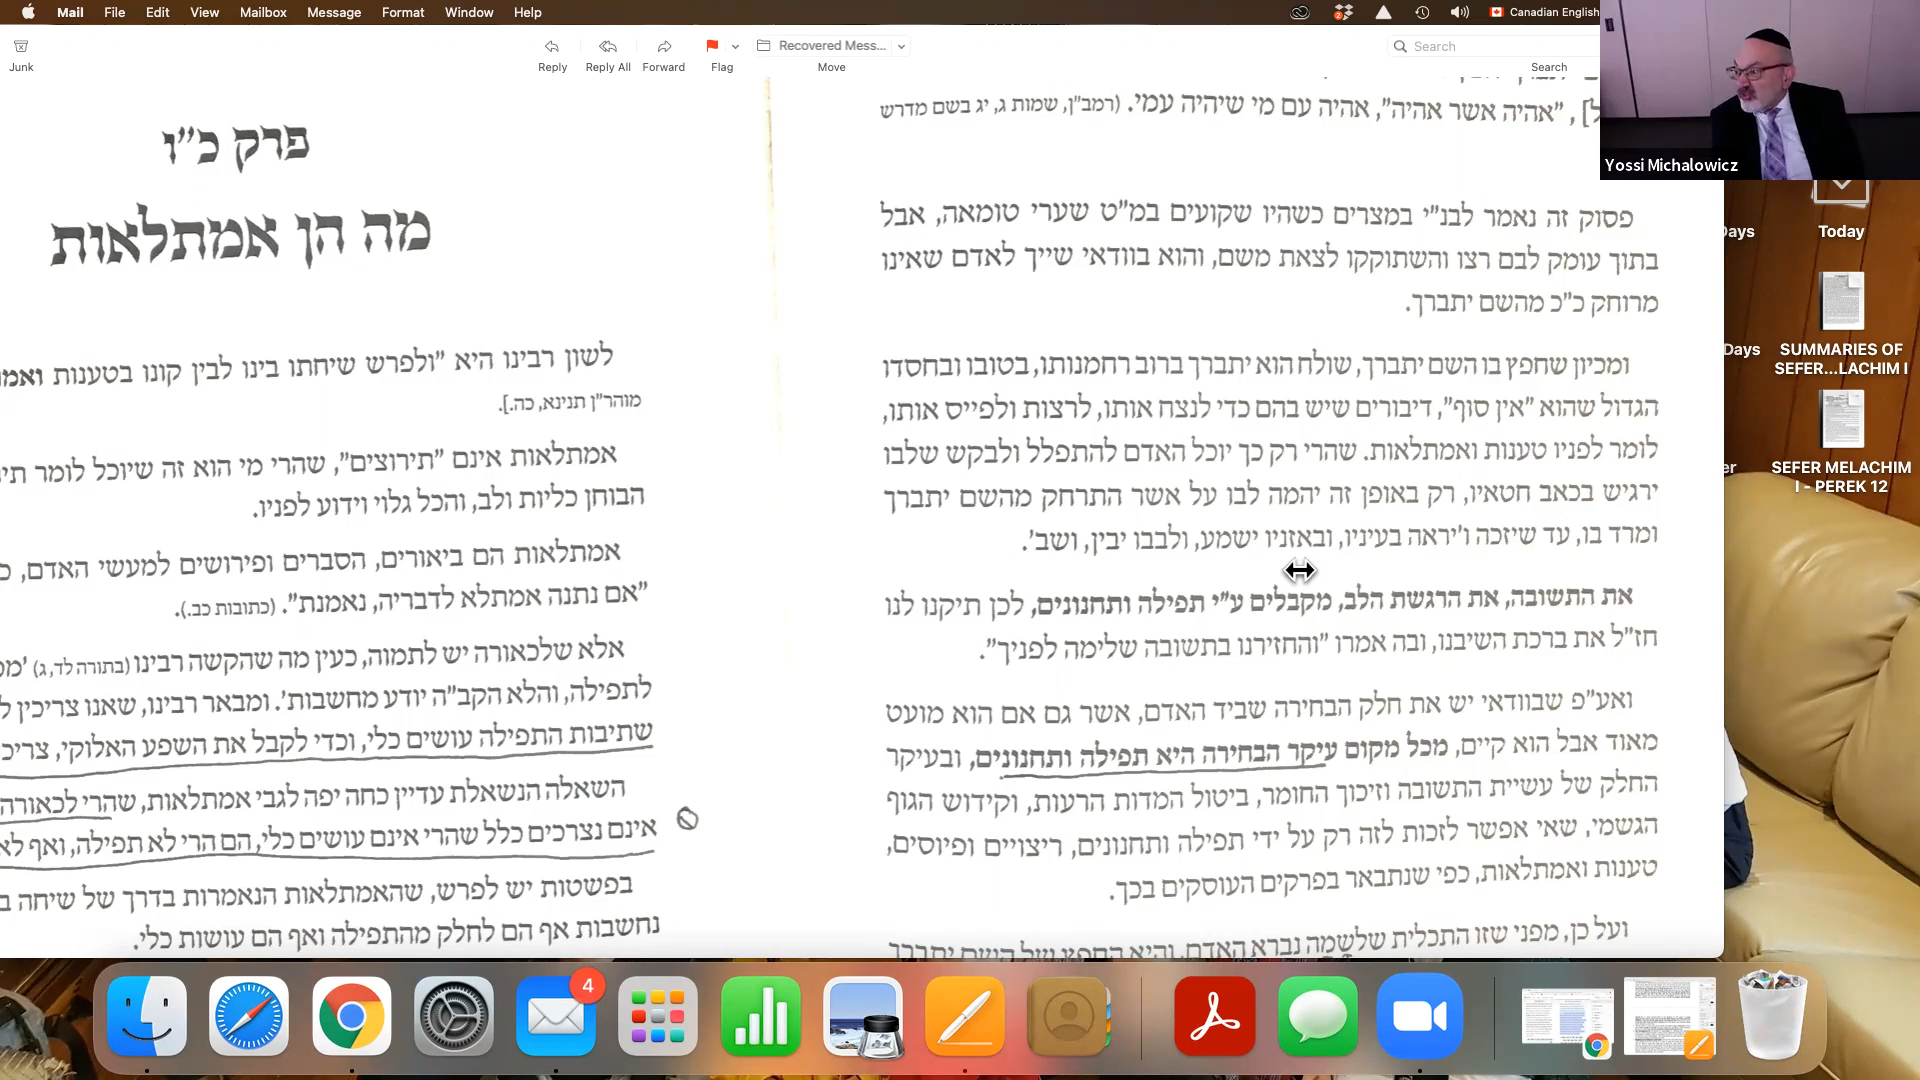 Mail File Edit View Mailbox Message Format Window Help
Canadian English
Junk
Reply Reply All Forward Flag Move
Recovered Mess...
Search
Search
Yossi Michalowicz
ל], "אהיה אשר אהיה", אהיה עם מי שיהיה עמי. (רמב"ן, שמות ג, יג בשם מדרש
פסוק זה נאמר לבנ"י במצרים כשהיו שקועים במ"ט שערי טומאה, אבל
בתוך עומק לבם רצו והשתוקקו לצאת משם, והוא בוודאי שייך לאדם שאינו
מרוחק כ"כ מהשם יתברך.
ומכיון שחפץ בו השם יתברך, שולח הוא יתברך ברוב רחמנותו, בטובו ובחסדו
הגדול שהוא "אין סוף", דיבורים שיש בהם כדי לנצח אותו, לרצות ולפייס אותו,
לומר לפניו טענות ואמתלאות. שהרי רק כך יוכל האדם להתפלל ולבקש שלבו
ירגיש בכאב חטאיו, רק באופן זה יהמה לבו על אשר התרחק מהשם יתברך
ומרד בו, עד שיזכה ו'יראה בעיניו, ובאזניו ישמע, ולבבו יבין, ושב'.
את התשובה, את הרגשת הלב, מקבלים ע"י תפילה ותחנונים, לכן תיקנו לנו
חז"ל את ברכת השיבנו, ובה אמרו "והחזירנו בתשובה שלימה לפניך".
ואע"פ שבוודאי יש את חלק הבחירה שביד האדם, אשר גם אם הוא מועט
מאוד אבל הוא קיים, מכל מקום עיקר הבחירה היא תפילה ותחנונים, ובעיקר
החלק של עשיית התשובה וזיכוך החומר, ביטול המדות הרעות, וקידוש הגוף
הגשמי, שאי אפשר לזכות לזה רק על ידי תפילה ותחנונים, ריצויים ופיוסים,
טענות ואמתלאות, כפי שנתבאר בפרקים העוסקים בכך.
ועל כן, מפני שזו התכלית שלשמה נברא האדם, והיא החפץ של השם יתברך
פרק כ"ו
מה הן אמתלאות
לשון רבינו היא "ולפרש שיחתו בינו לבין קונו בטענות
מוהר"ן תנינא, כה.].
אמתלאות אינם "תירוצים", שהרי מי הוא זה שיוכל לומר
הבוחן כליות ולב, והכל גלוי וידוע לפניו.
אמתלאות הם ביאורים, הסברים ופירושים למעשי האדם,
"אם נתנה אמתלא לדבריה, נאמנת". (כתובות כב.).
אלא שלכאורה יש לתמוה, כעין מה שהקשה רבינו (בתורה לד, ג)
לתפילה, והלא הקב"ה יודע מחשבות'. ומבאר רבינו, שאנו צריכין
שתיבות התפילה עושים כלי, וכדי לקבל את השפע האלוקי,
השאלה הנשאלת עדיין כחה יפה לגבי אמתלאות, שהרי לכאורה
אינם נצרכים כלל שהרי אינם עושים כלי, הם הרי לא תפילה, ואף
בפשטות יש לפרש, שהאמתלאות הנאמרות בדרך של שיחה
נחשבות אף הם לחלק מהתפילה ואף הם עושות כלי.
Days
Today
Days
SUMMARIES OF
SEFER...LACHIM I
er
SEFER MELACHIM
I - PEREK 12
4